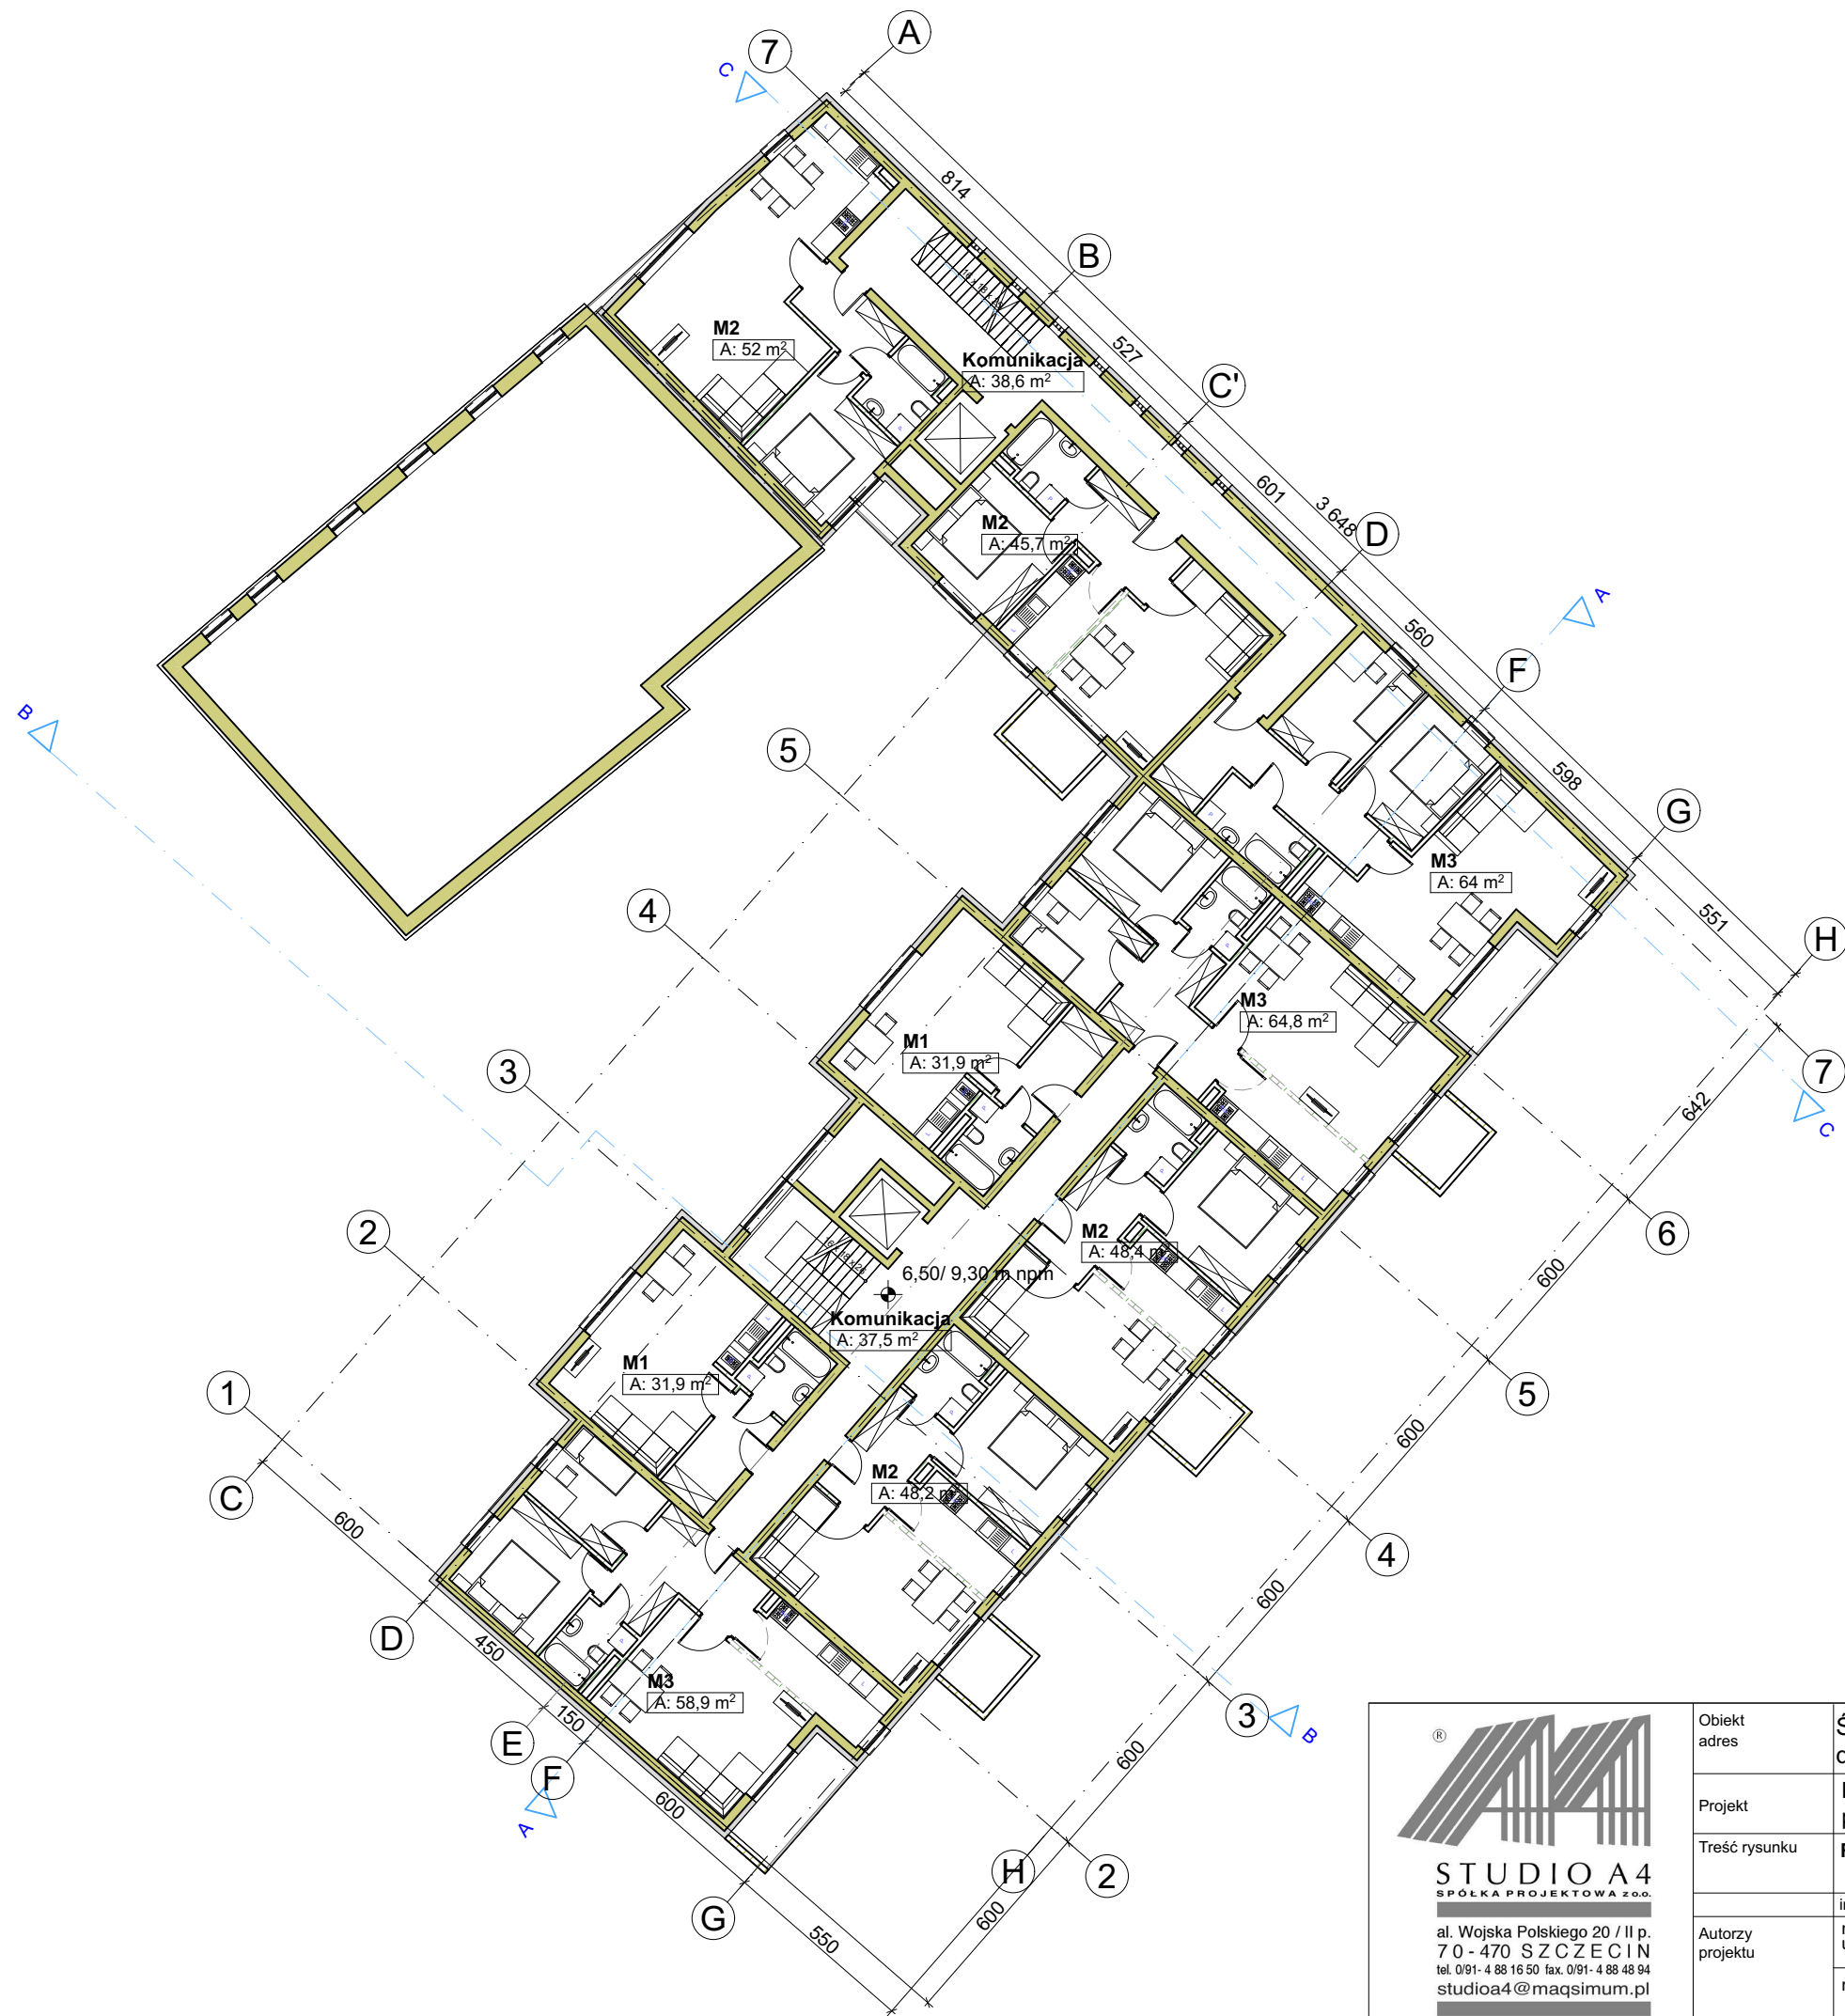 A
7
C
814
B
16 x 18 x
M2
A: 52 m²
Komunikacja
A: 38,6 m²
527
C'
601
3 648
D
M2
A: 45,7 m²
A
560
F
B
5
598
G
M3
A: 64 m²
4
551
H
M3
A: 64,8 m²
M1
A: 31,9 m²
3
7
642
C
2
6
M2
A: 48,4 m
6,50/ 9,30 m npm
600
Komunikacja
A: 37,5 m²
M1
A: 31,9 m²
1
5
600
C
M2
A: 48,2 m
600
4
600
D
450
M3
A: 58,9 m²
3
B
E
150
F
600
600
A
H
2
G
600
550
®
STUDIO A4
SPÓŁKA PROJEKTOWA z o.o.
al. Wojska Polskiego 20 / II p.
70-470 SZCZECIN
tel. 0/91- 4 88 16 50 fax. 0/91- 4 88 48 94
studioa4@maqsimum.pl
Obiekt
adres
Projekt
Treść rysunku
Autorzy
projektu